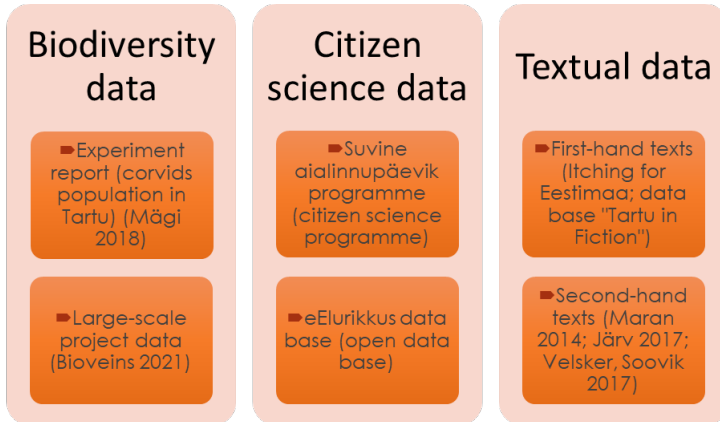 Biodiversity
data
Experiment
report (corvids
population in
Tartu) (Mägi
2018)
Large-scale
project data
(Bioveins 2021)
Citizen
science data
Suvine
aialinnupäevik
programme
(citizen science
programme)
eElurikkus data
base (open data
base)
Textual data
First-hand texts
(Itching for
Eestimaa; data
base "Tartu in
Fiction")
Second-hand
texts (Maran
2014; Järv 2017;
Velsker, Soovik
2017)